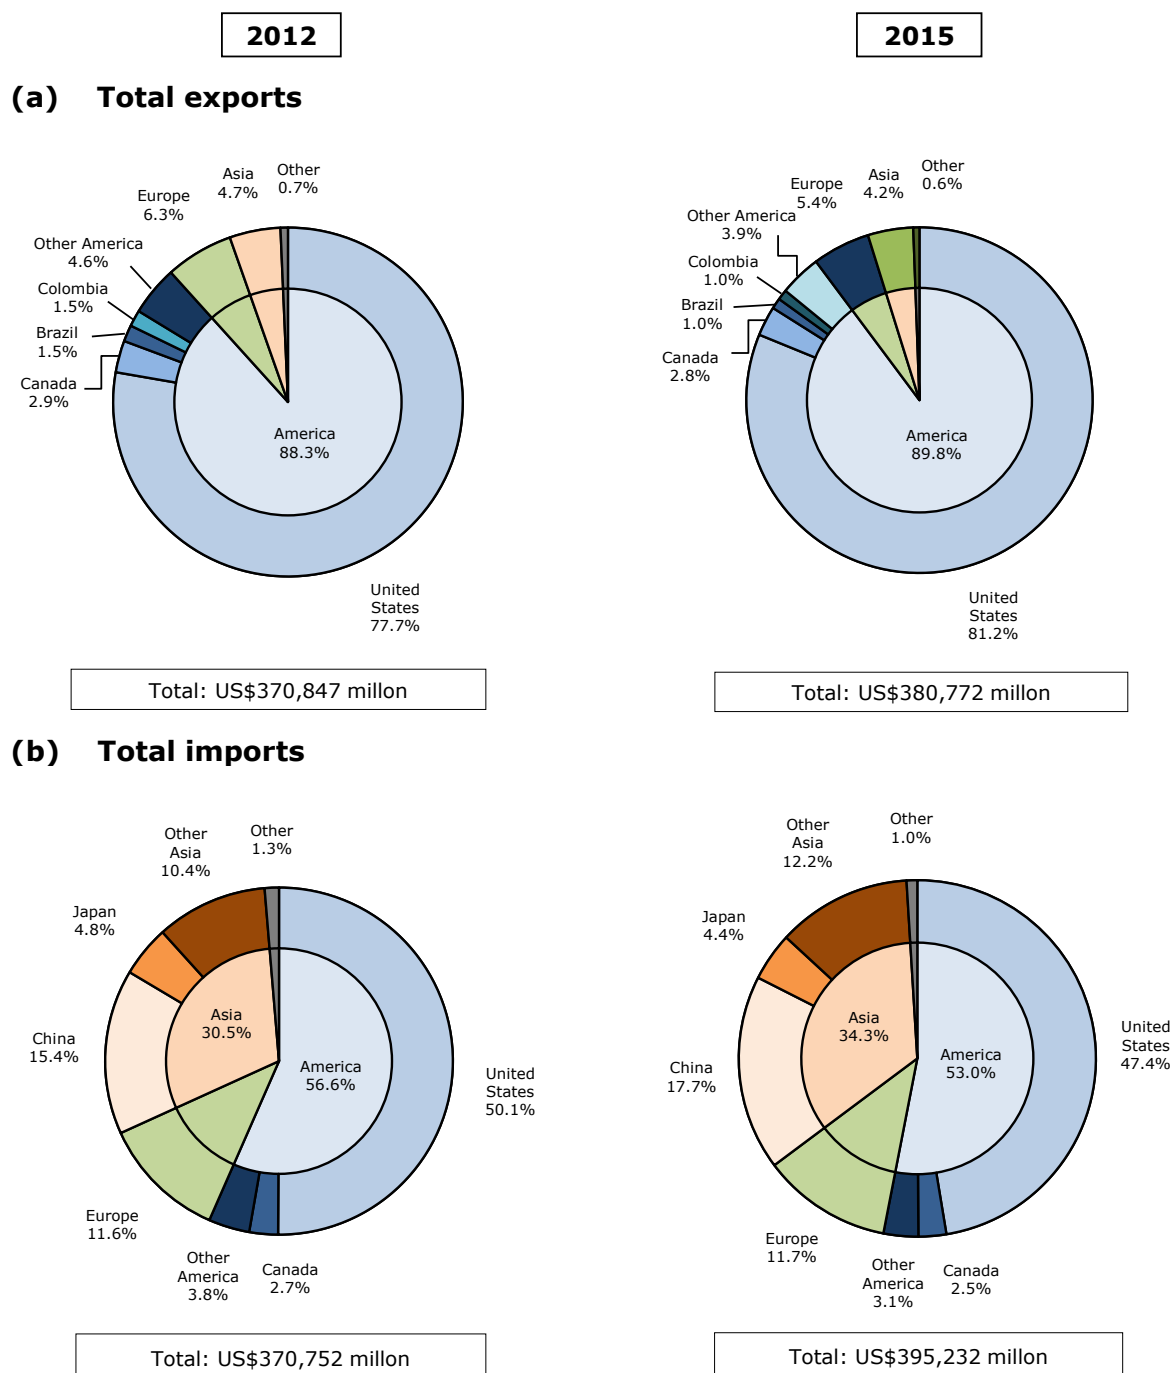 2012
2015
(a) Total exports
Other
0.7%
Asia
4.7%
Europe
6.3%
Other America
4.6%
Colombia
1.5%
Brazil
1.5%
Canada
2.9%
America
88.3%
United
States
77.7%
Total: US$370,847 millon
Other
0.6%
Asia
4.2%
Europe
5.4%
Other America
3.9%
Colombia
1.0%
Brazil
1.0%
Canada
2.8%
America
89.8%
United
States
81.2%
Total: US$380,772 millon
(b) Total imports
Other
1.3%
Other
Asia
10.4%
Japan
4.8%
Asia
30.5%
China
15.4%
America
56.6%
United
States
50.1%
Europe
11.6%
Other
America
3.8%
Canada
2.7%
Total: US$370,752 millon
Other
1.0%
Other
Asia
12.2%
Japan
4.4%
Asia
34.3%
China
17.7%
America
53.0%
United
States
47.4%
Europe
11.7%
Other
America
3.1%
Canada
2.5%
Total: US$395,232 millon